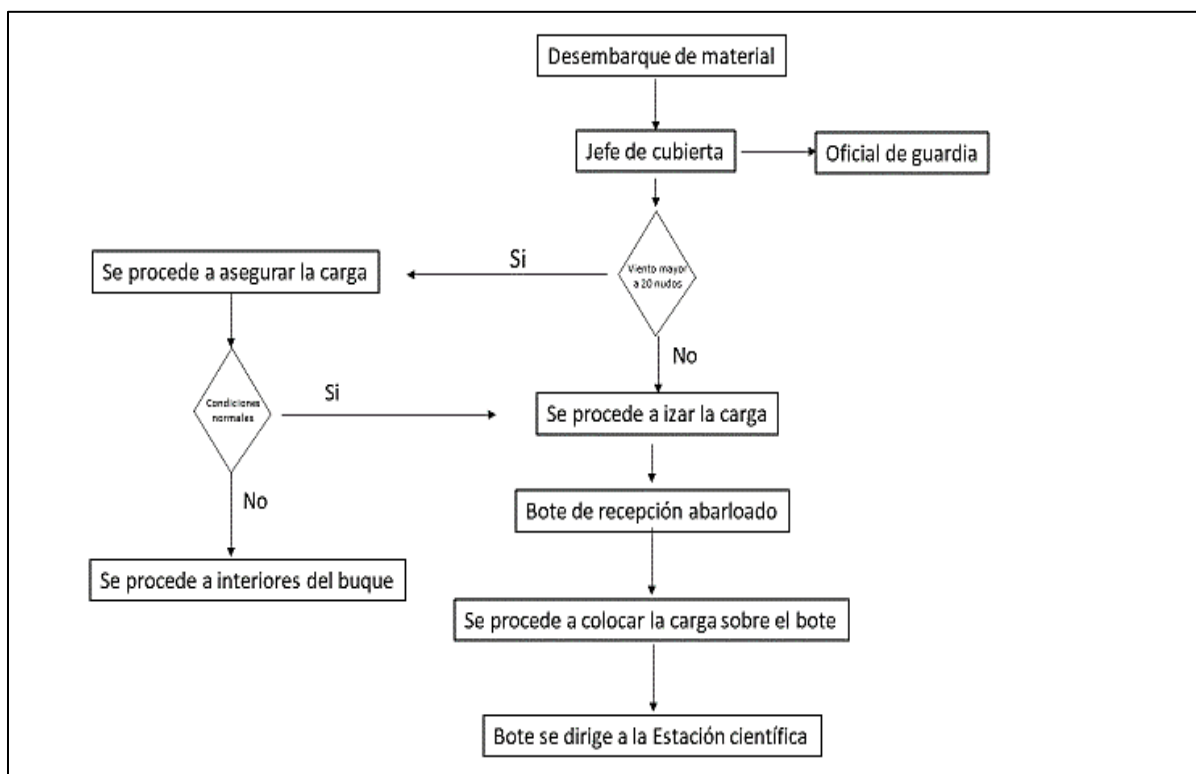 Desembarque de material
Jefe de cubierta
Oficial de guardia
Viento mayor
a 20 nudos
Si
Se procede a asegurar la carga
No
Condiciones
normales
Si
Se procede a izar la carga
No
Bote de recepción abarloado
Se procede a interiores del buque
Se procede a colocar la carga sobre el bote
Bote se dirige a la Estación científica